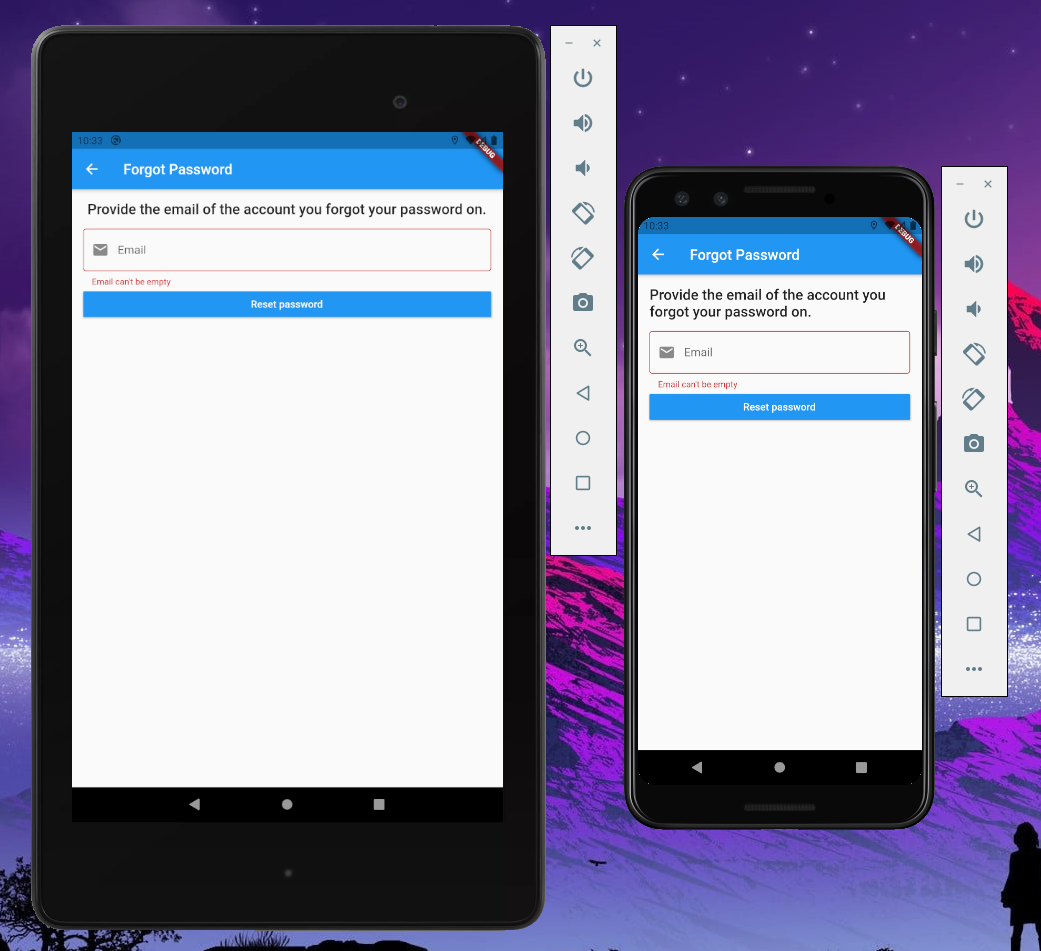 10:33
DEBUG
Forgot Password
Provide the email of the account you forgot your password on.
Email
Email can't be empty
Reset password
10:33
DEBUG
Forgot Password
Provide the email of the account you
forgot your password on.
Email
Email can't be empty
Reset password